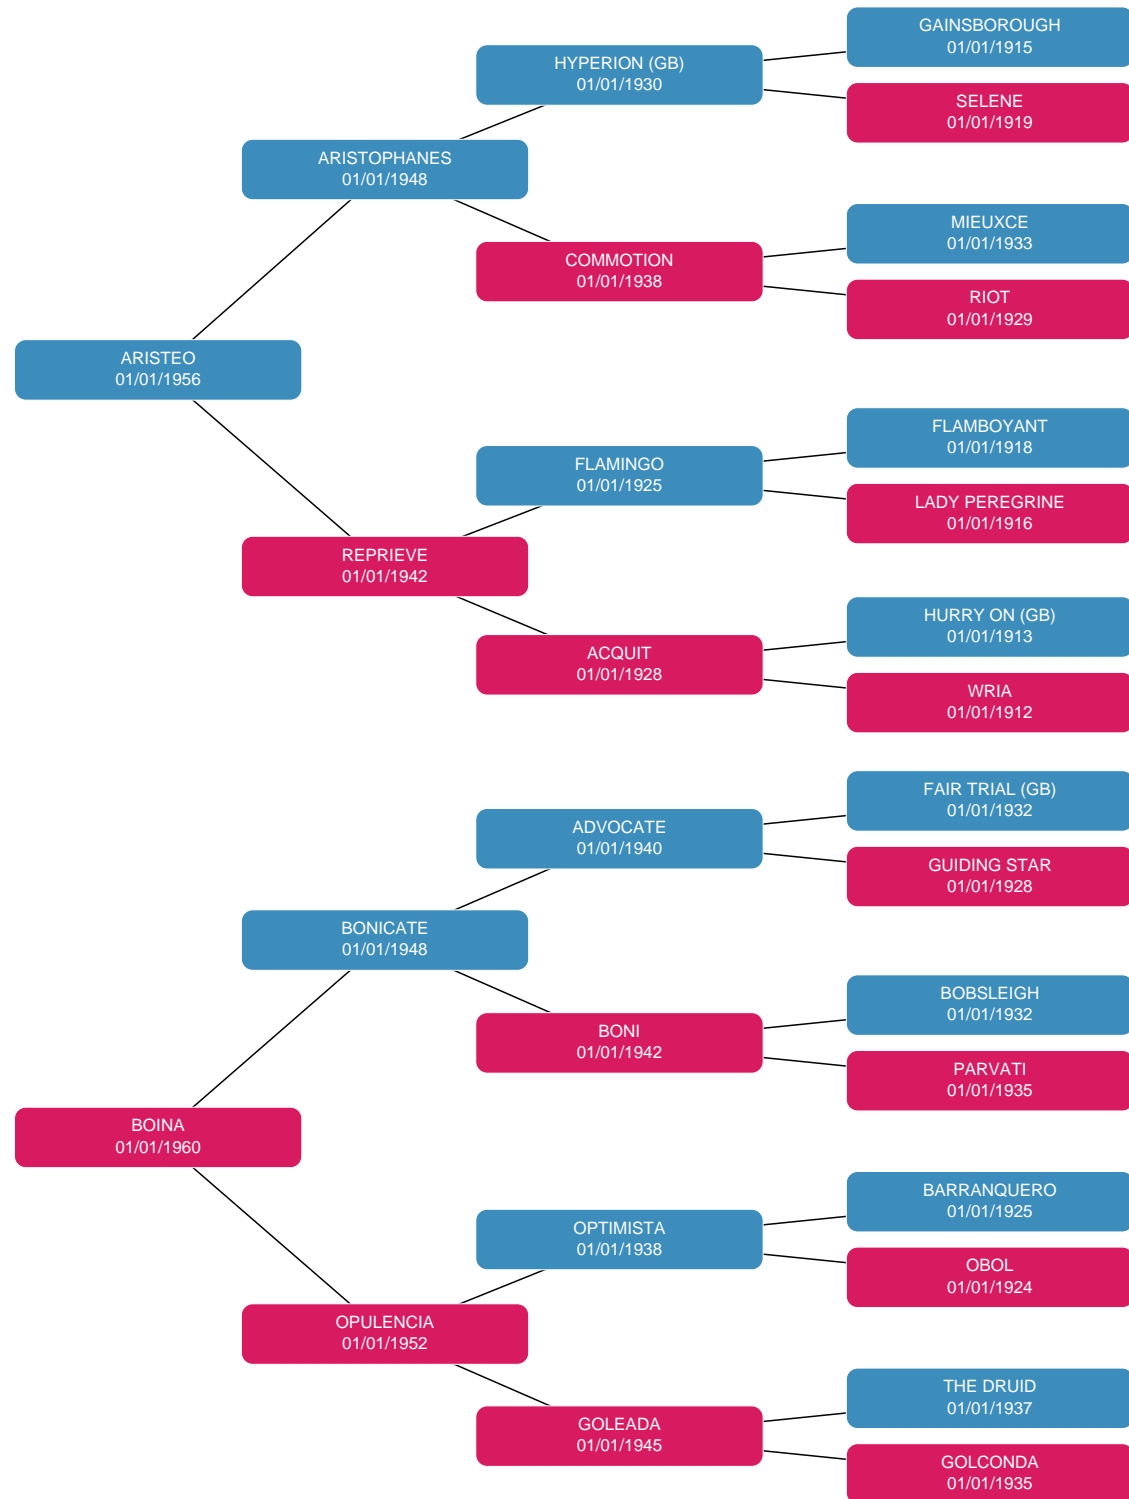 GAINSBOROUGH
01/01/1915
HYPERION (GB)
01/01/1930
SELENE
01/01/1919
ARISTOPHANES
01/01/1948
MIEUXCE
01/01/1933
COMMOTION
01/01/1938
RIOT
01/01/1929
ARISTEO
01/01/1956
FLAMBOYANT
01/01/1918
FLAMINGO
01/01/1925
LADY PEREGRINE
01/01/1916
REPRIEVE
01/01/1942
HURRY ON (GB)
01/01/1913
ACQUIT
01/01/1928
WRIA
01/01/1912
FAIR TRIAL (GB)
01/01/1932
ADVOCATE
01/01/1940
GUIDING STAR
01/01/1928
BONICATE
01/01/1948
BOBSLEIGH
01/01/1932
BONI
01/01/1942
PARVATI
01/01/1935
BOINA
01/01/1960
BARRANQUERO
01/01/1925
OPTIMISTA
01/01/1938
OBOL
01/01/1924
OPULENCIA
01/01/1952
THE DRUID
01/01/1937
GOLEADA
01/01/1945
GOLCONDA
01/01/1935